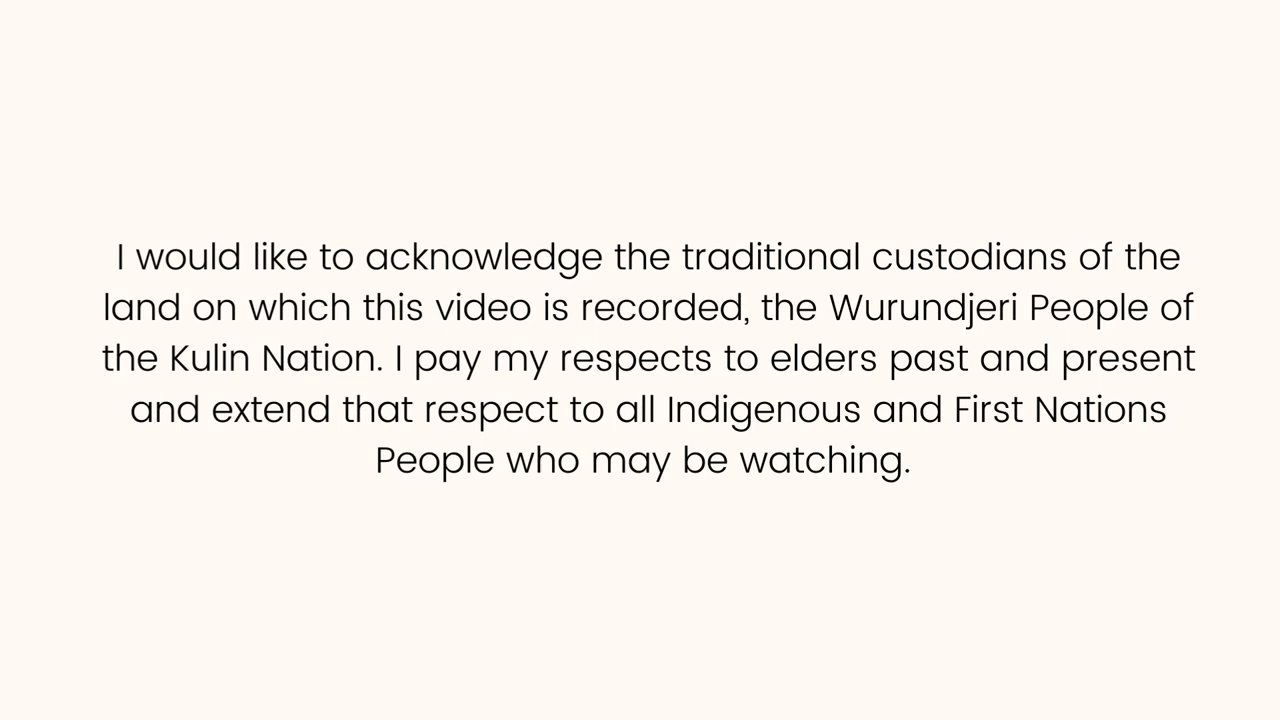 I would like to acknowledge the traditional custodians of the
land on which this video is recorded, the Wurundjeri People of
the Kulin Nation. I pay my respects to elders past and present
and extend that respect to all Indigenous and First Nations
People who may be watching.